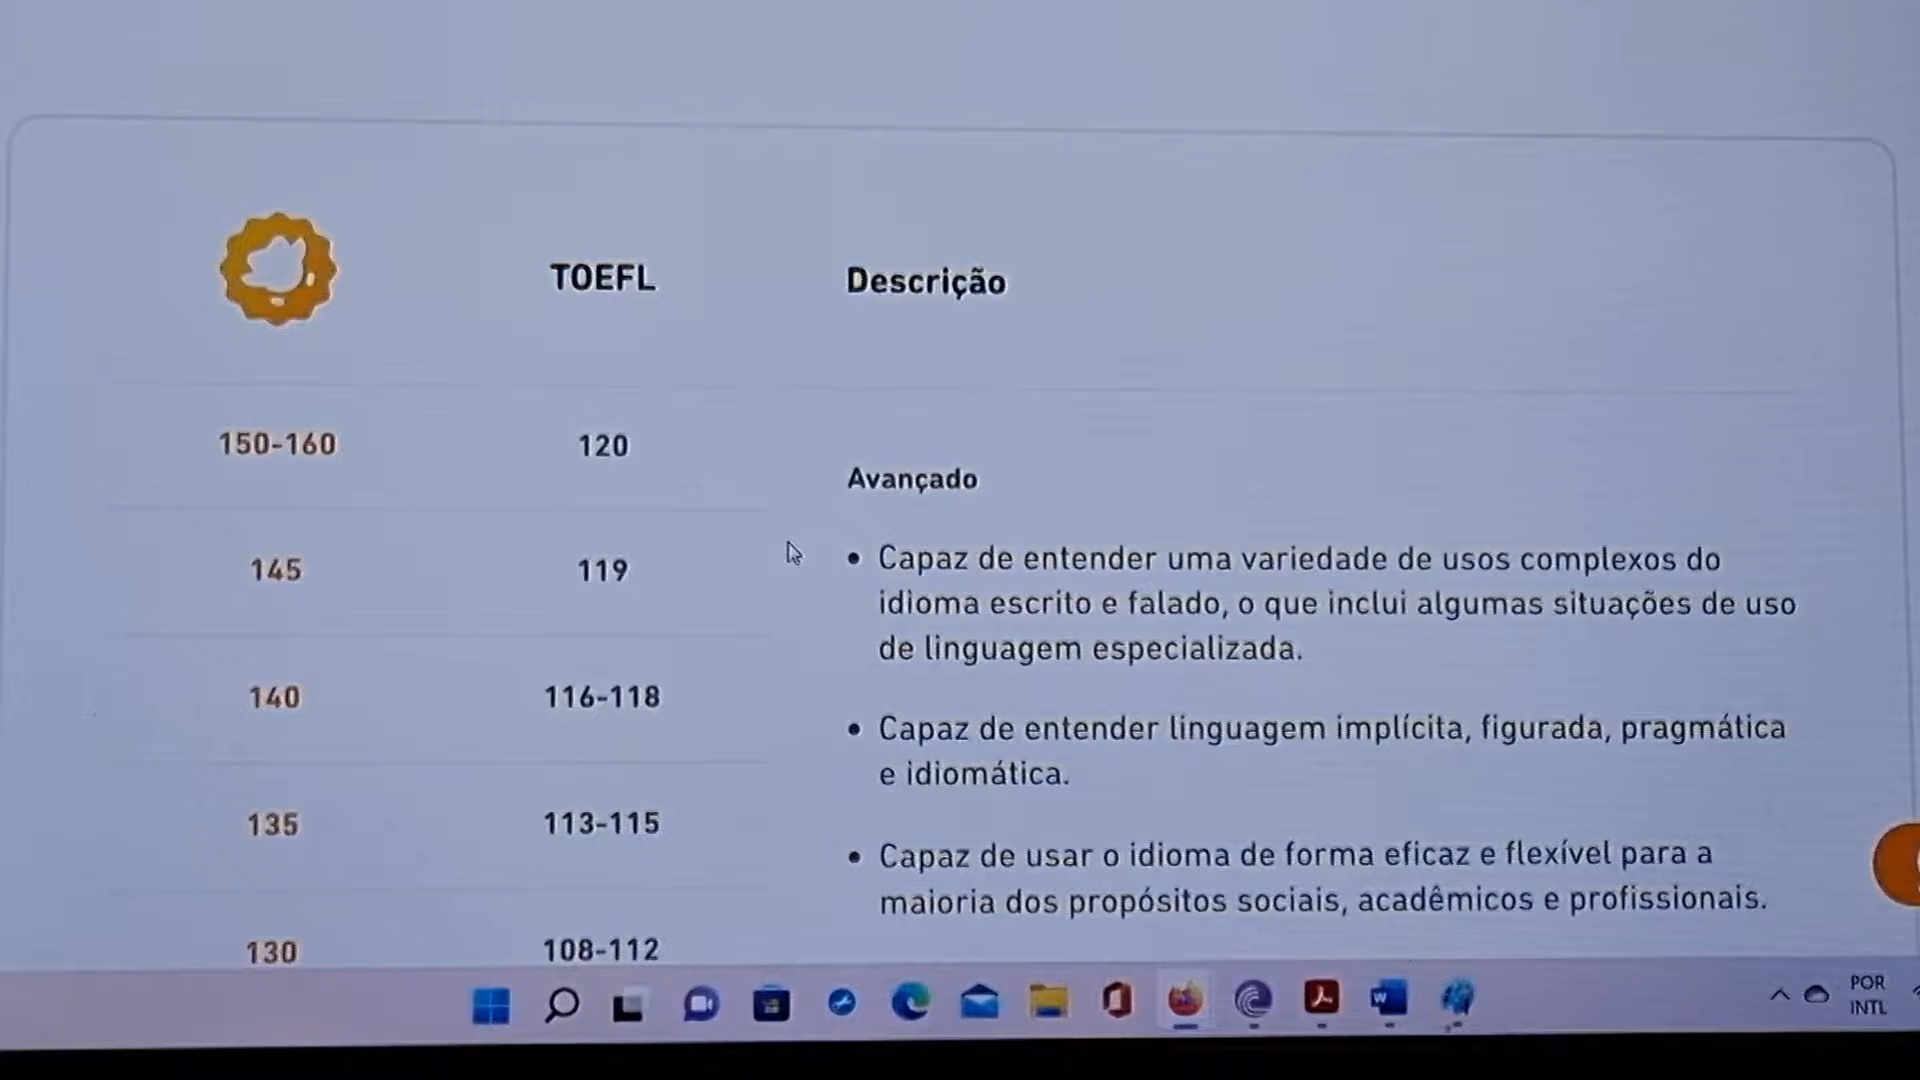 TOEFL
Descrição
150-160
120
Avançado
145
119
• Capaz de entender uma variedade de usos complexos do
idioma escrito e falado, o que inclui algumas situações de uso
de linguagem especializada.
140
116-118
• Capaz de entender linguagem implícita, figurada, pragmática
e idiomática.
135
113-115
• Capaz de usar o idioma de forma eficaz e flexível para a
maioria dos propósitos sociais, acadêmicos e profissionais.
130
108-112
POR
INTL